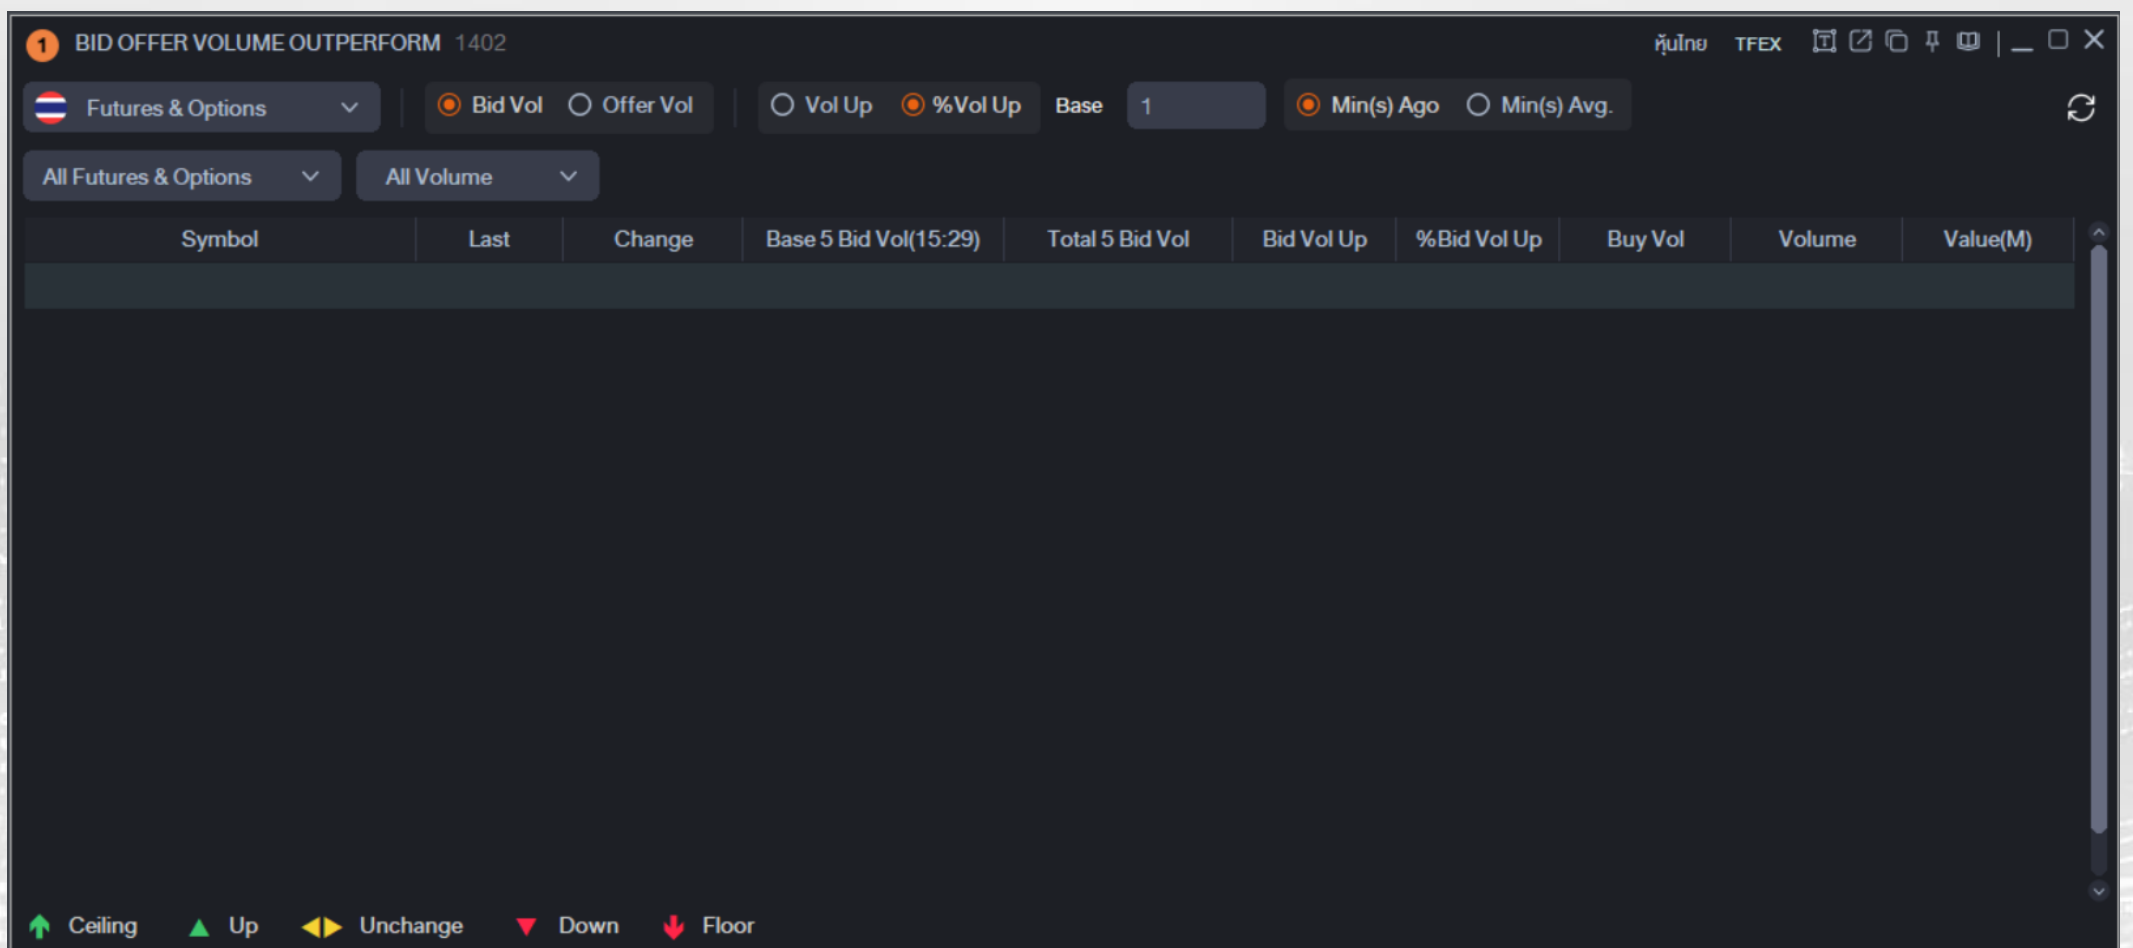 1 BID OFFER VOLUME OUTPERFORM 1402 หุ้นไทย TFEX
Futures & Options Bid Vol Offer Vol Vol Up %Vol Up Base 1 Min(s) Ago Min(s) Avg.
All Futures & Options All Volume
Symbol Last Change Base 5 Bid Vol(15:29) Total 5 Bid Vol Bid Vol Up %Bid Vol Up Buy Vol Volume Value(M)
Ceiling Up Unchange Down Floor